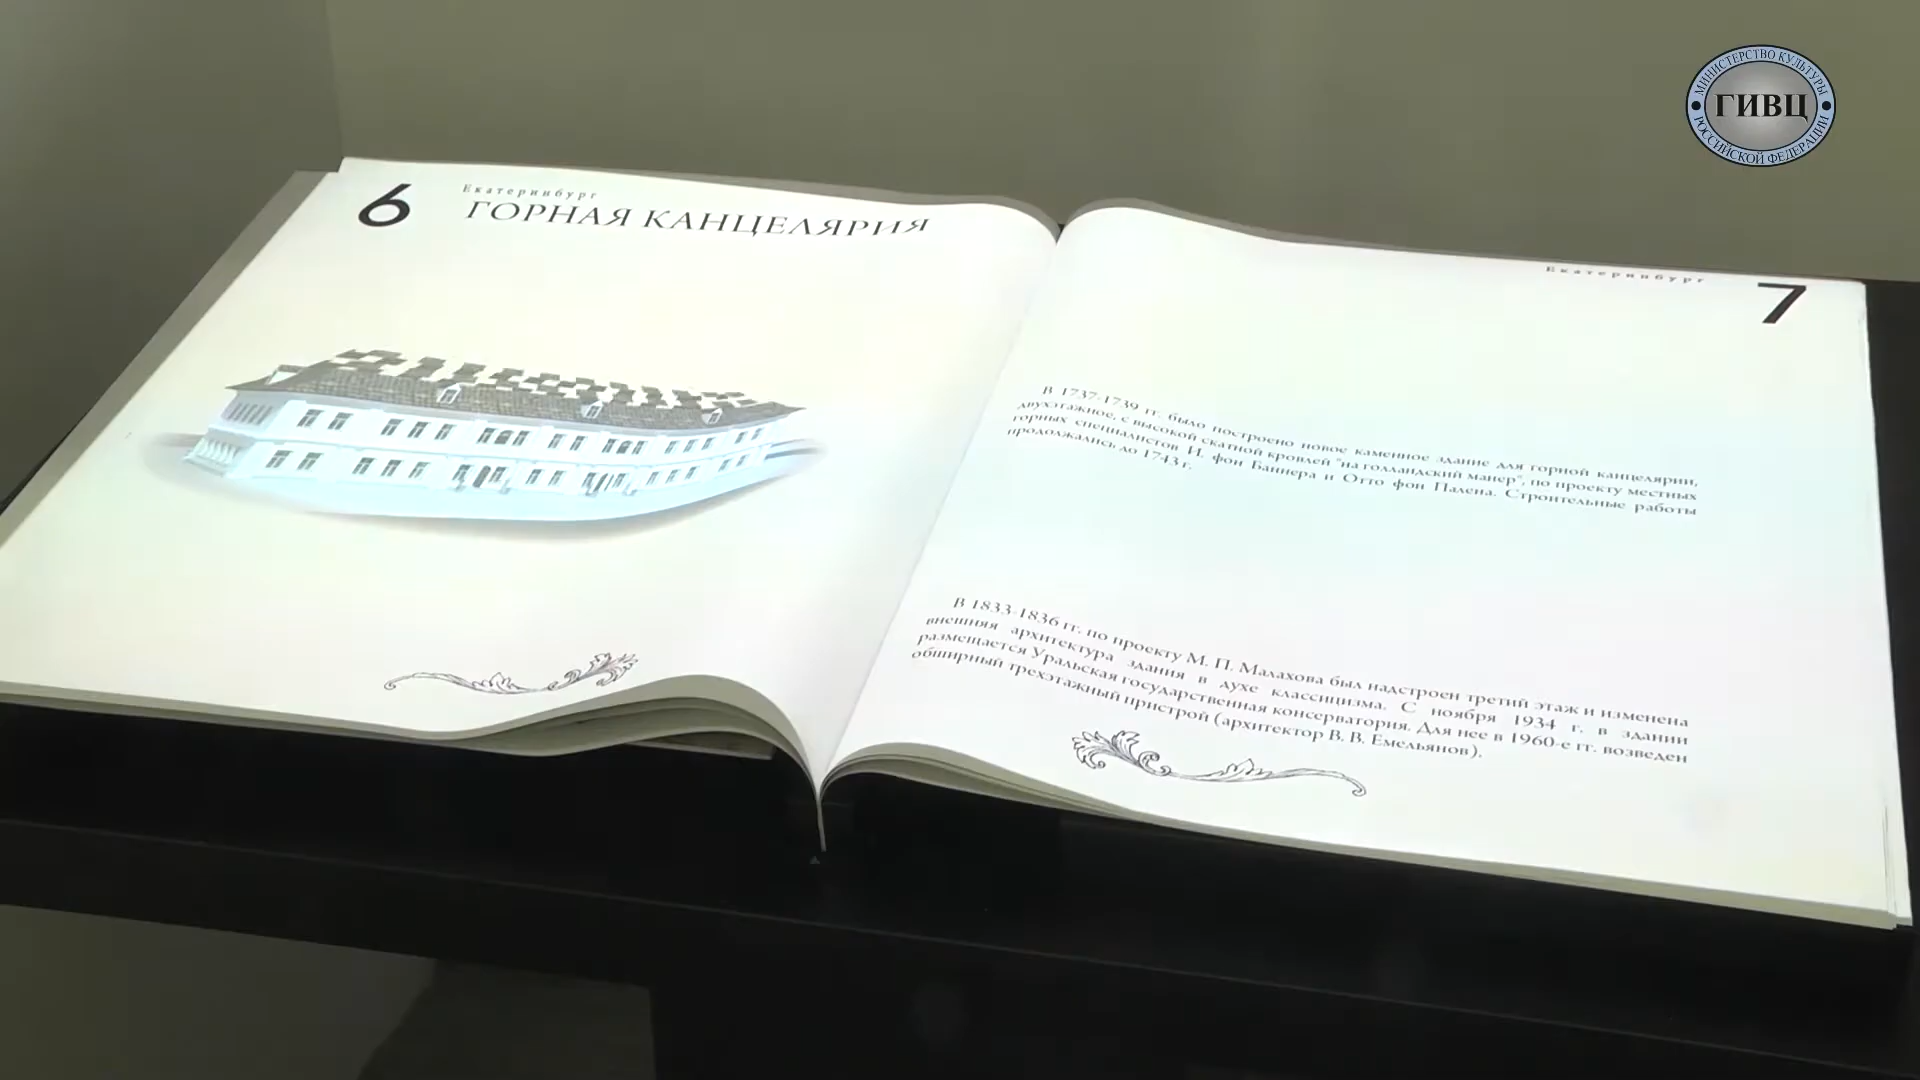 МИНИСТЕРСТВО КУЛЬТУРЫ
ГИВЦ
РОССИЙСКОЙ ФЕДЕРАЦИИ
6
Екатеринбург
ГОРНАЯ КАНЦЕЛЯРИЯ
Екатеринбург
7
В 1737-1739 гг. было построено новое каменное здание для горной канцелярии,
двухэтажное, с высокой скатной кровлей "на голландский манер", по проекту местных
горных специалистов И. фон Баннера и Отто фон Палена. Строительные работы
продолжались до 1743 г.
В 1833-1836 гг. по проекту М. П. Малахова был надстроен третий этаж и изменена
внешняя архитектура здания в духе классицизма. С ноября 1934 г. в здании
размещается Уральская государственная консерватория. Для нее в 1960-е гг. возведен
обширный трехэтажный пристрой (архитектор В. В. Емельянов).